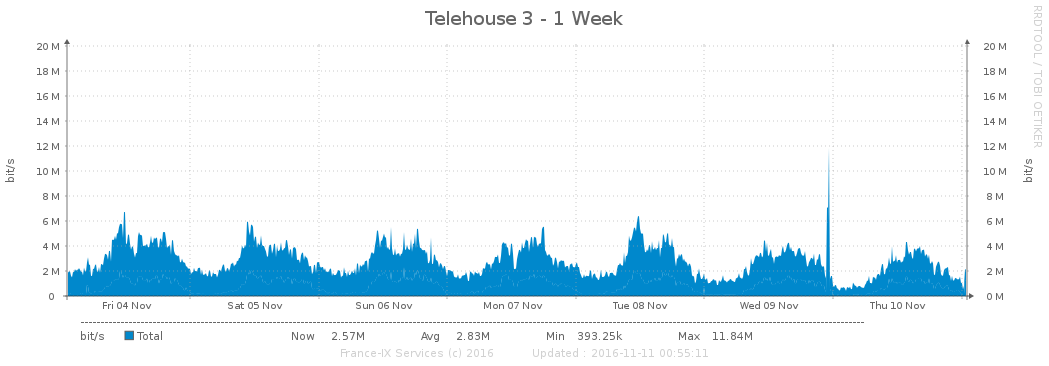 Telehouse 3 - 1 Week
RRDTOOL / TOBI OETIKER
20 M 20 M
18 M 18 M
16 M 16 M
14 M 14 M
12 M 12 M
10 M 10 M
8 M 8 M
6 M 6 M
4 M 4 M
2 M 2 M
0 0 M
bit/s
bit/s
Fri 04 Nov Sat 05 Nov Sun 06 Nov Mon 07 Nov Tue 08 Nov Wed 09 Nov Thu 10 Nov
bit/s Total Now 2.57M Avg 2.83M Min 393.25k Max 11.84M
France-IX Services (c) 2016 Updated : 2016-11-11 00:55:11